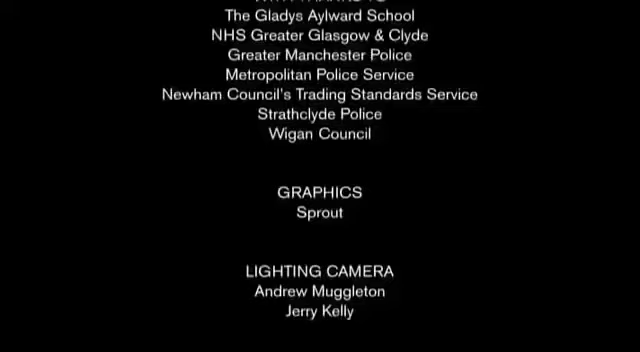 The Gladys Aylward School
NHS Greater Glasgow & Clyde
Greater Manchester Police
Metropolitan Police Service
Newham Council's Trading Standards Service
Strathclyde Police
Wigan Council
GRAPHICS
Sprout
LIGHTING CAMERA
Andrew Muggleton
Jerry Kelly